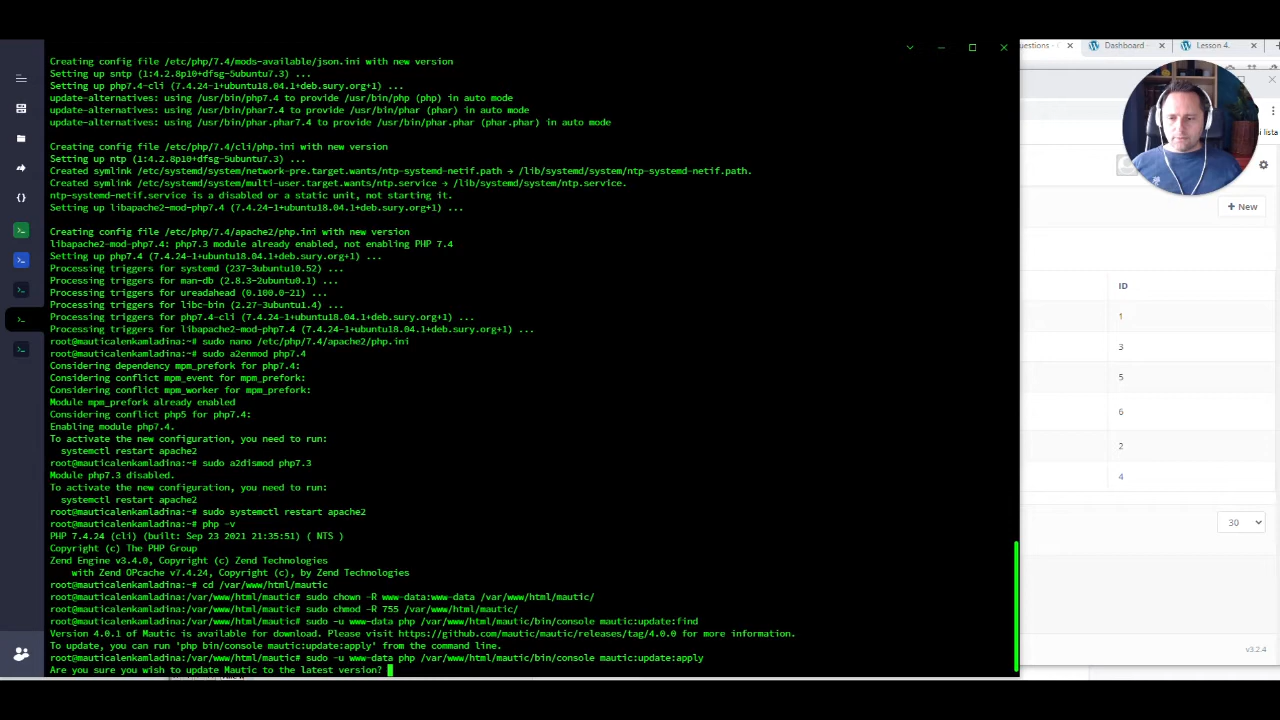 Creating config file /etc/php/7.4/mods-available/json.ini with new version
Setting up sntp (1:4.2.8p10+dfsg-5ubuntu7.3) ...
Setting up php7.4-cli (7.4.24-1+ubuntu18.04.1+deb.sury.org+1) ...
update-alternatives: using /usr/bin/php7.4 to provide /usr/bin/php (php) in auto mode
update-alternatives: using /usr/bin/phar7.4 to provide /usr/bin/phar (phar) in auto mode
update-alternatives: using /usr/bin/phar.phar7.4 to provide /usr/bin/phar.phar (phar.phar) in auto mode
Creating config file /etc/php/7.4/cli/php.ini with new version
Setting up ntp (1:4.2.8p10+dfsg-5ubuntu7.3) ...
Created symlink /etc/systemd/system/network-pre.target.wants/ntp-systemd-netif.path → /lib/systemd/system/ntp-systemd-netif.path.
Created symlink /etc/systemd/system/multi-user.target.wants/ntp.service → /lib/systemd/system/ntp.service.
ntp-systemd-netif.service is a disabled or a static unit, not starting it.
Setting up libapache2-mod-php7.4 (7.4.24-1+ubuntu18.04.1+deb.sury.org+1) ...
Creating config file /etc/php/7.4/apache2/php.ini with new version
libapache2-mod-php7.4: php7.3 module already enabled, not enabling PHP 7.4
Setting up php7.4 (7.4.24-1+ubuntu18.04.1+deb.sury.org+1) ...
Processing triggers for systemd (237-3ubuntu10.52) ...
Processing triggers for man-db (2.8.3-2ubuntu0.1) ...
Processing triggers for ureadahead (0.100.0-21) ...
Processing triggers for libc-bin (2.27-3ubuntu1.4) ...
Processing triggers for php7.4-cli (7.4.24-1+ubuntu18.04.1+deb.sury.org+1) ...
Processing triggers for libapache2-mod-php7.4 (7.4.24-1+ubuntu18.04.1+deb.sury.org+1) ...
root@mauticalenkamladina:~# sudo nano /etc/php/7.4/apache2/php.ini
root@mauticalenkamladina:~# sudo a2enmod php7.4
Considering dependency mpm_prefork for php7.4:
Considering conflict mpm_event for mpm_prefork:
Considering conflict mpm_worker for mpm_prefork:
Module mpm_prefork already enabled
Considering conflict php5 for php7.4:
Enabling module php7.4.
To activate the new configuration, you need to run:
systemctl restart apache2
root@mauticalenkamladina:~# sudo a2dismod php7.3
Module php7.3 disabled.
To activate the new configuration, you need to run:
systemctl restart apache2
root@mauticalenkamladina:~# sudo systemctl restart apache2
root@mauticalenkamladina:~# php -v
PHP 7.4.24 (cli) (built: Sep 23 2021 21:35:51) ( NTS )
Copyright (c) The PHP Group
Zend Engine v3.4.0, Copyright (c) Zend Technologies
with Zend OPcache v7.4.24, Copyright (c), by Zend Technologies
root@mauticalenkamladina:~# cd /var/www/html/mautic
root@mauticalenkamladina:/var/www/html/mautic# sudo chown -R www-data:www-data /var/www/html/mautic/
root@mauticalenkamladina:/var/www/html/mautic# sudo chmod -R 755 /var/www/html/mautic/
root@mauticalenkamladina:/var/www/html/mautic# sudo -u www-data php /var/www/html/mautic/bin/console mautic:update:find
Version 4.0.1 of Mautic is available for download. Please visit https://github.com/mautic/mautic/releases/tag/4.0.0 for more information.
To update, you can run 'php bin/console mautic:update:apply' from the command line.
root@mauticalenkamladina:/var/www/html/mautic# sudo -u www-data php /var/www/html/mautic/bin/console mautic:update:apply
Are you sure you wish to update Mautic to the latest version?
Dashboard
Lesson 4.
lista
+ New
ID
1
3
5
6
2
4
30
v3.2.4